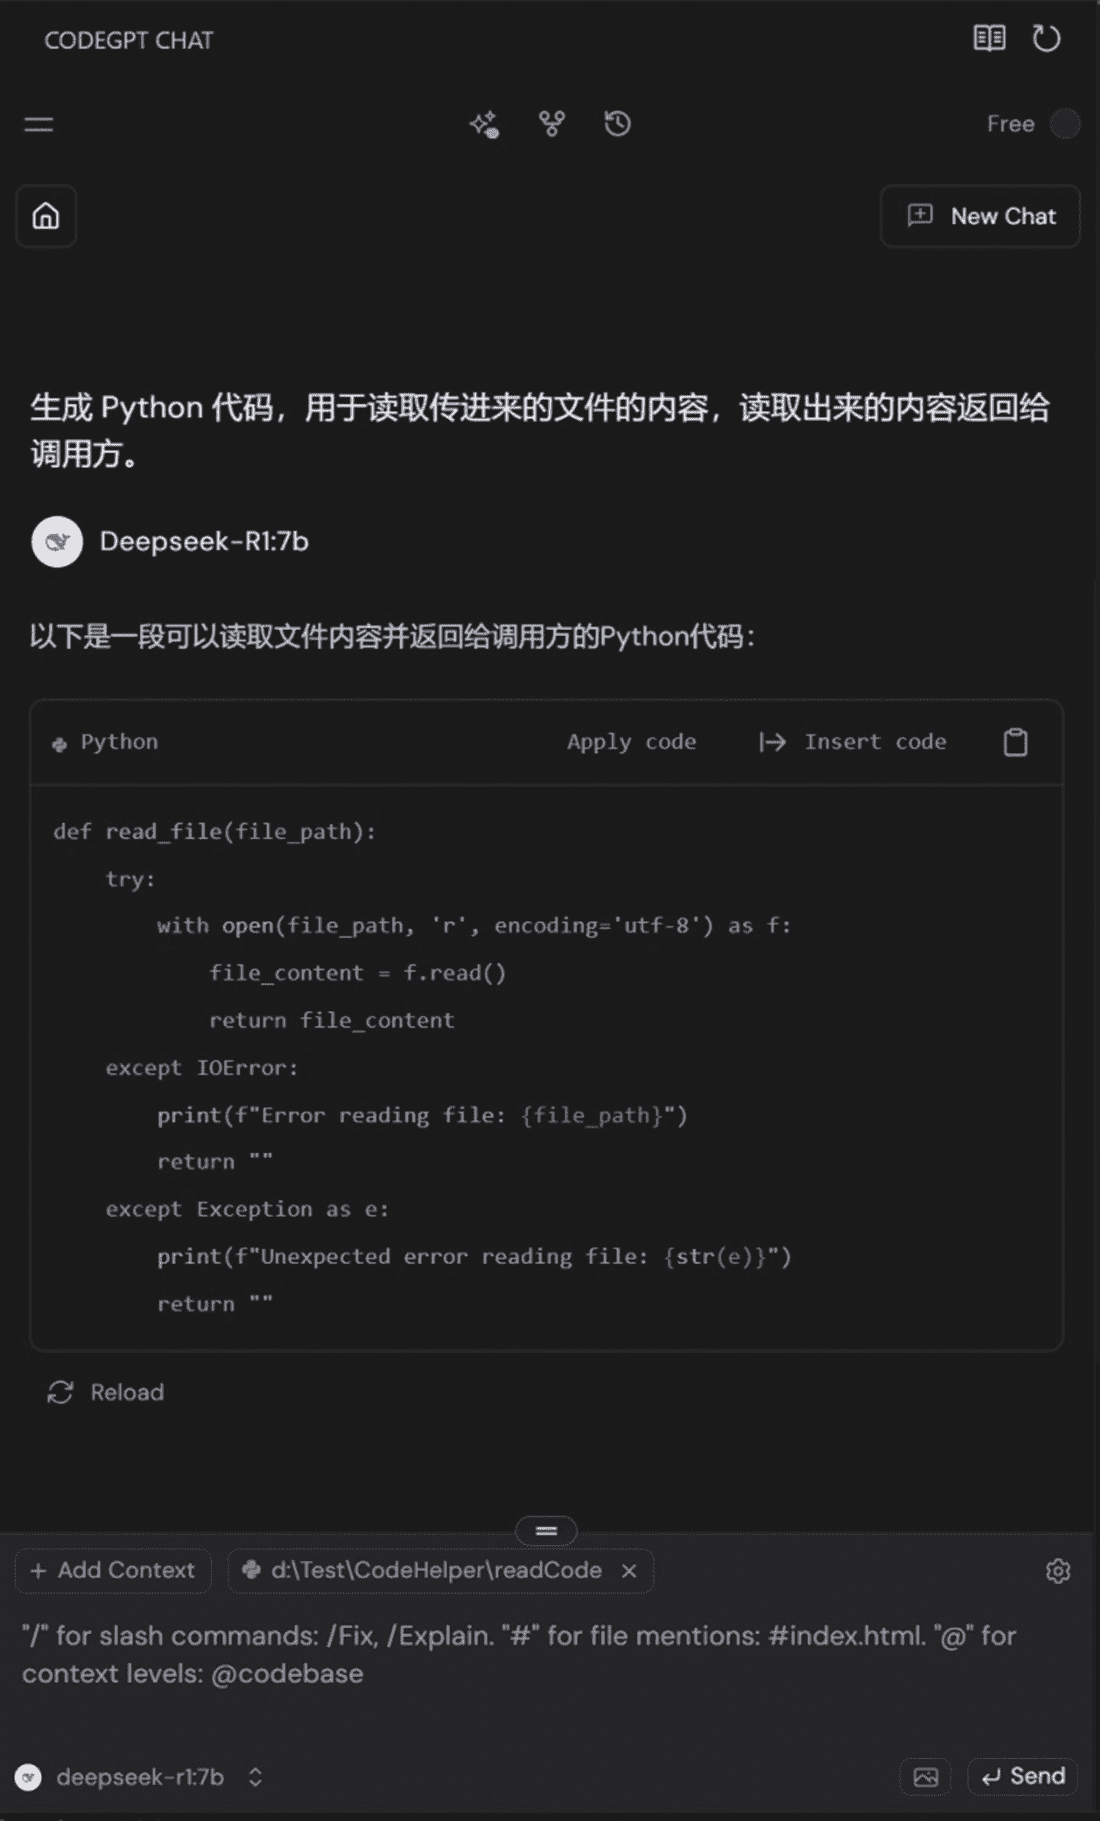 CODEGPT CHAT
Free
New Chat
生成 Python 代码，用于读取传进来的文件的内容，读取出来的内容返回给
调用方。
Deepseek-R1:7b
以下是一段可以读取文件内容并返回给调用方的Python代码：
Python Apply code Insert code
def read_file(file_path):
    try:
        with open(file_path, 'r', encoding='utf-8') as f:
            file_content = f.read()
            return file_content
    except IOError:
        print(f"Error reading file: {file_path}")
        return ""
    except Exception as e:
        print(f"Unexpected error reading file: {str(e)}")
        return ""
Reload
+ Add Context d:\Test\CodeHelper\readCode ×
"/" for slash commands: /Fix, /Explain. "#" for file mentions: #index.html. "@" for
context levels: @codebase
deepseek-r1:7b Send